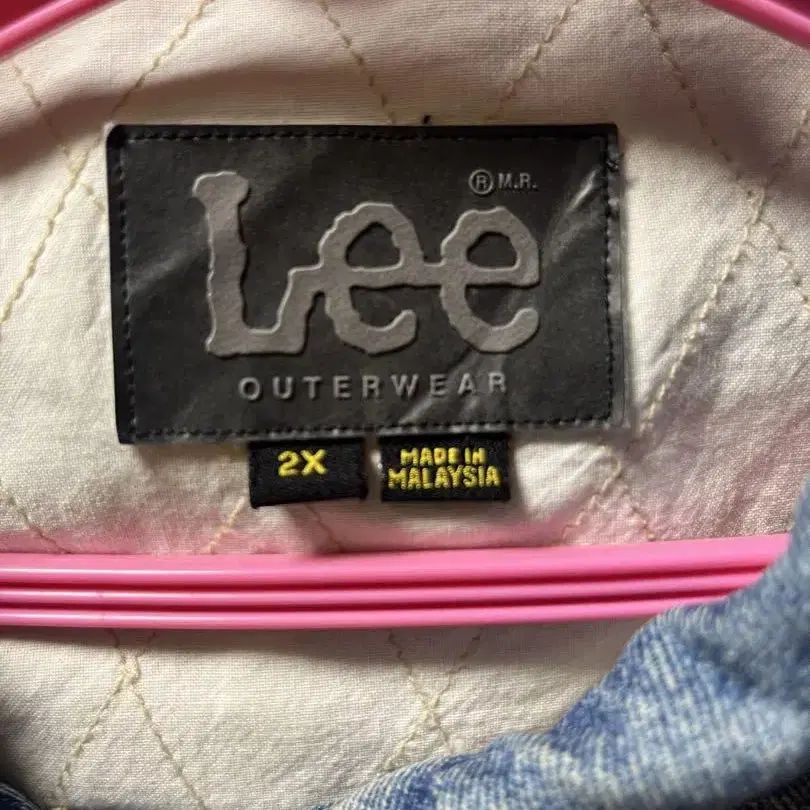 ® M.R.
Lee
OUTERWEAR
2X
MADE IN
MALAYSIA